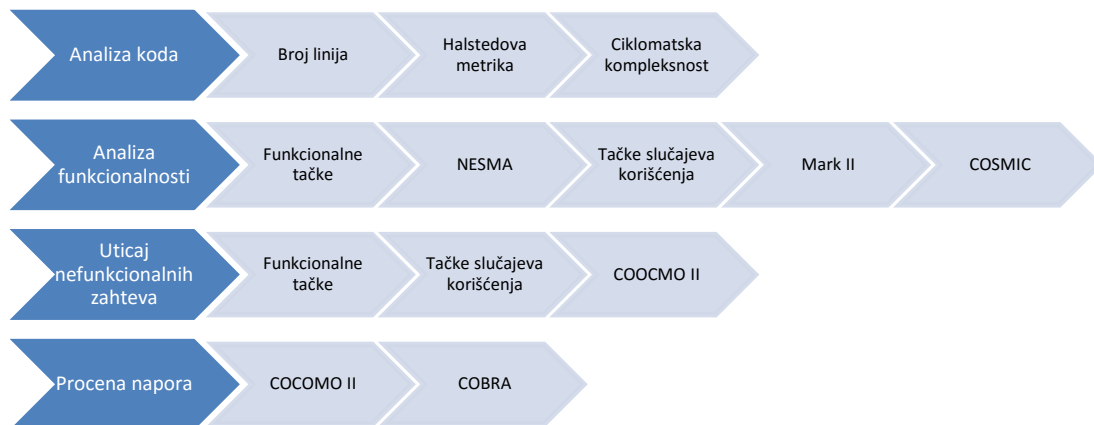 Analiza koda
Broj linija
Halstedova
metrika
Ciklomatska
kompleksnost
Analiza
funkcionalnosti
Funkcionalne
tačke
NESMA
Tačke slučajeva
korišćenja
Mark II
COSMIC
Uticaj
nefunkcionalnih
zahteva
Funkcionalne
tačke
Tačke slučajeva
korišćenja
COOCMO II
Procena napora
COCOMO II
COBRA